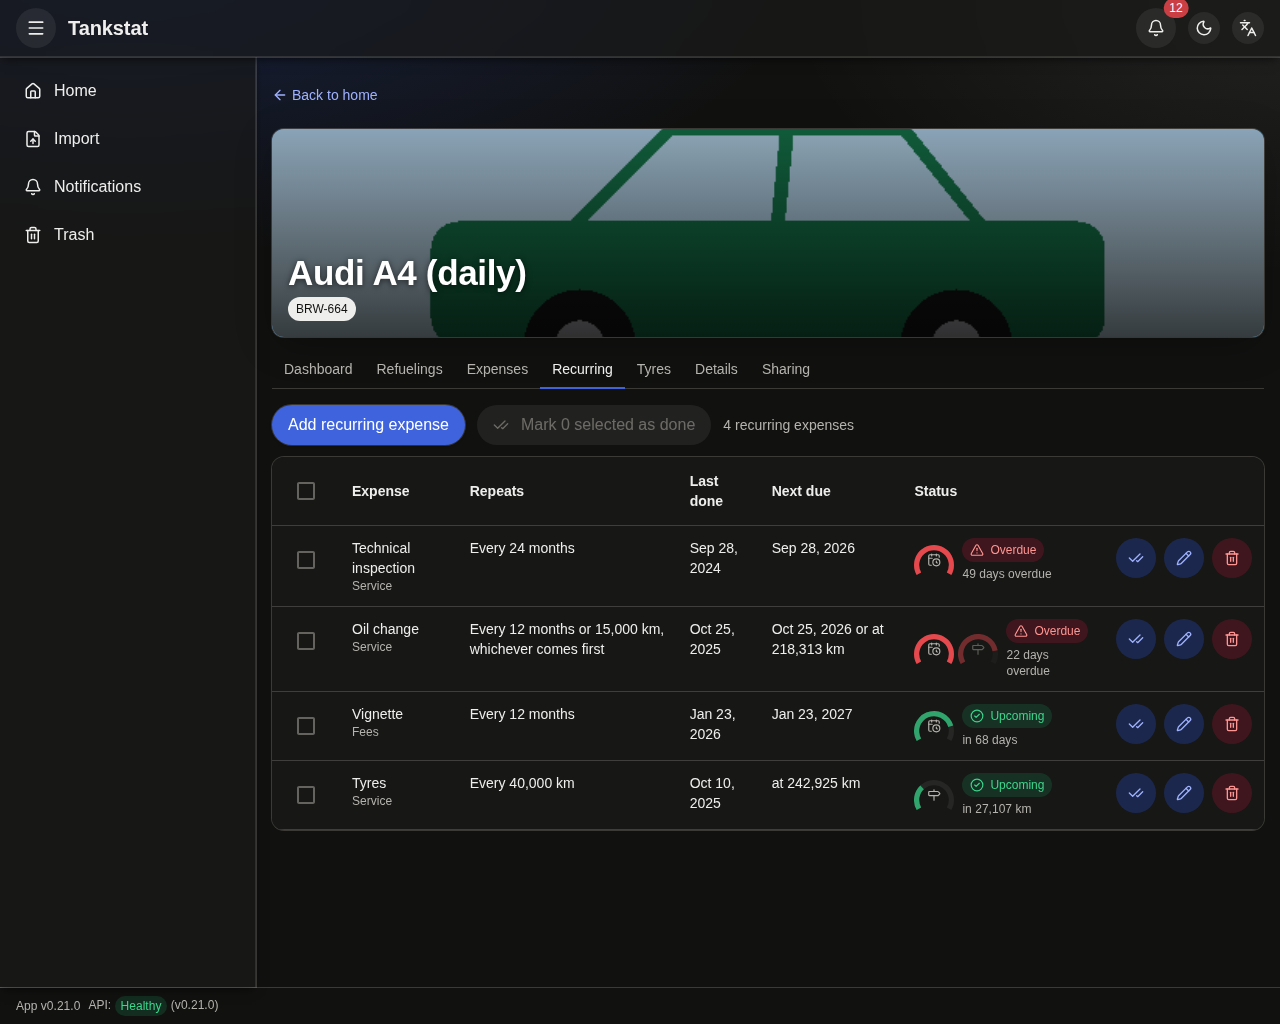 Tankstat
12
Home
Import
Notifications
Trash
Back to home
Audi A4 (daily)
BRW-664
Dashboard Refuelings Expenses Recurring Tyres Details Sharing
Add recurring expense Mark 0 selected as done 4 recurring expenses
Expense Repeats Last done Next due Status
Technical inspection
Service
Every 24 months
Sep 28, 2024
Sep 28, 2026
Overdue
49 days overdue
Oil change
Service
Every 12 months or 15,000 km,
whichever comes first
Oct 25, 2025
Oct 25, 2026 or at
218,313 km
Overdue
22 days overdue
Vignette
Fees
Every 12 months
Jan 23, 2026
Jan 23, 2027
Upcoming
in 68 days
Tyres
Service
Every 40,000 km
Oct 10, 2025
at 242,925 km
Upcoming
in 27,107 km
App v0.21.0 API: Healthy (v0.21.0)